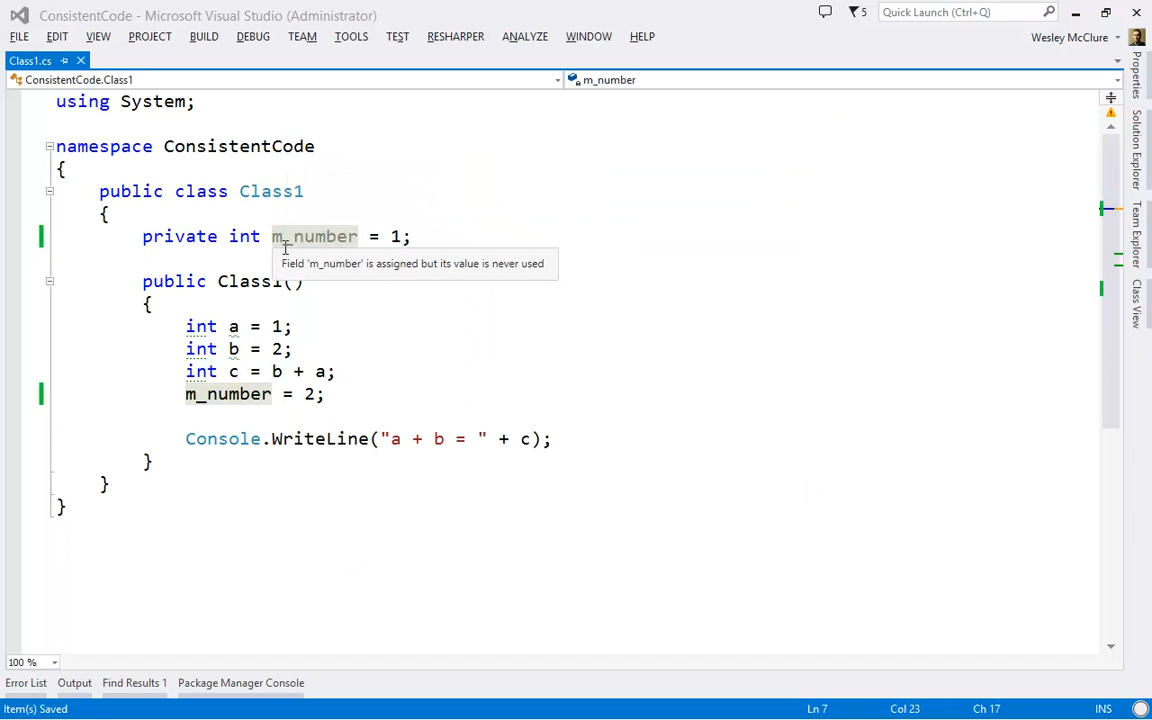 ConsistentCode - Microsoft Visual Studio (Administrator)
5
Quick Launch (Ctrl+Q)
FILE EDIT VIEW PROJECT BUILD DEBUG TEAM TOOLS TEST RESHARPER ANALYZE WINDOW HELP
Wesley McClure
Class1.cs
ConsistentCode.Class1
m_number
using System;
namespace ConsistentCode
{
public class Class1
{
private int m_number = 1;
Field 'm_number' is assigned but its value is never used
public Class1()
{
int a = 1;
int b = 2;
int c = b + a;
m_number = 2;
Console.WriteLine("a + b = " + c);
}
}
}
Properties
Solution Explorer
Team Explorer
Class View
100 %
Error List Output Find Results 1 Package Manager Console
Item(s) Saved
Ln 7 Col 23 Ch 17 INS